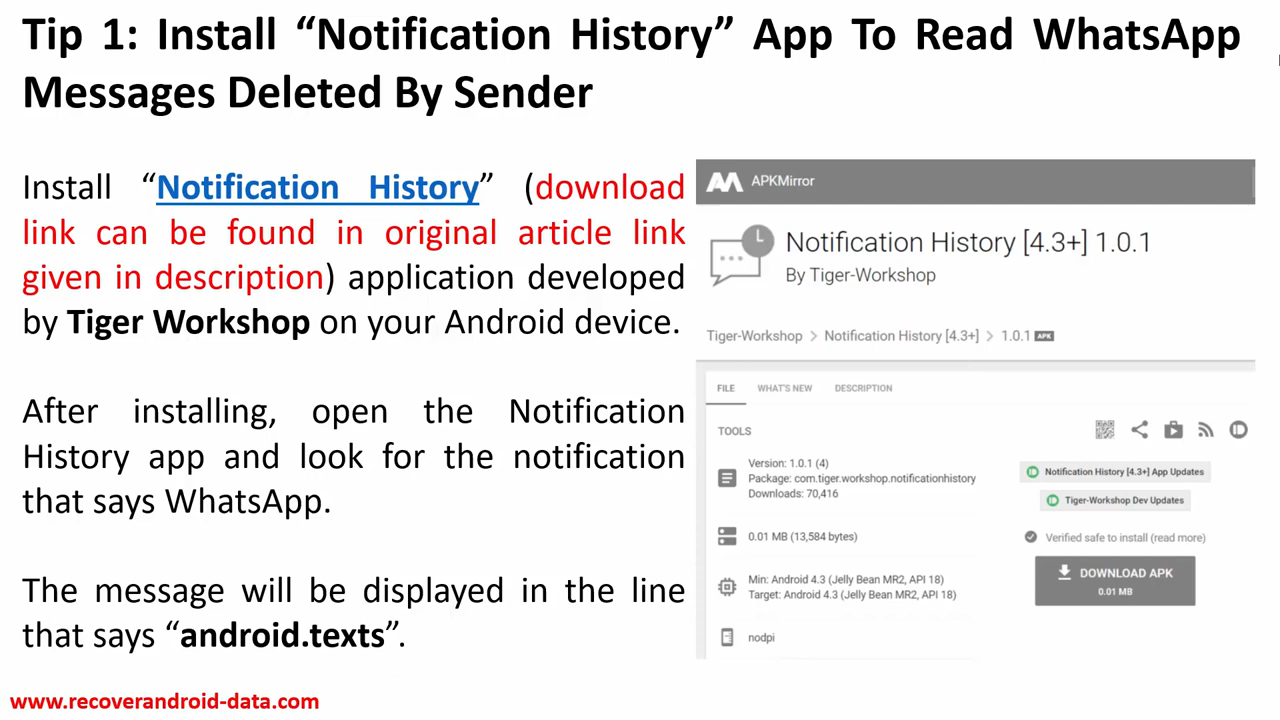 Tip 1: Install “Notification History” App To Read WhatsApp
Messages Deleted By Sender
Install “Notification History” (download
link can be found in original article link
given in description) application developed
by Tiger Workshop on your Android device.
After installing, open the Notification
History app and look for the notification
that says WhatsApp.
The message will be displayed in the line
that says “android.texts”.
www.recoverandroid-data.com
APKMirror
Notification History [4.3+] 1.0.1
By Tiger-Workshop
Tiger-Workshop > Notification History [4.3+] > 1.0.1 APK
FILE WHAT'S NEW DESCRIPTION
TOOLS
Version: 1.0.1 (4)
Package: com.tiger.workshop.notificationhistory
Downloads: 70,416
0.01 MB (13,584 bytes)
Min: Android 4.3 (Jelly Bean MR2, API 18)
Target: Android 4.3 (Jelly Bean MR2, API 18)
nodpi
Notification History [4.3+] App Updates
Tiger-Workshop Dev Updates
Verified safe to install (read more)
DOWNLOAD APK
0.01 MB